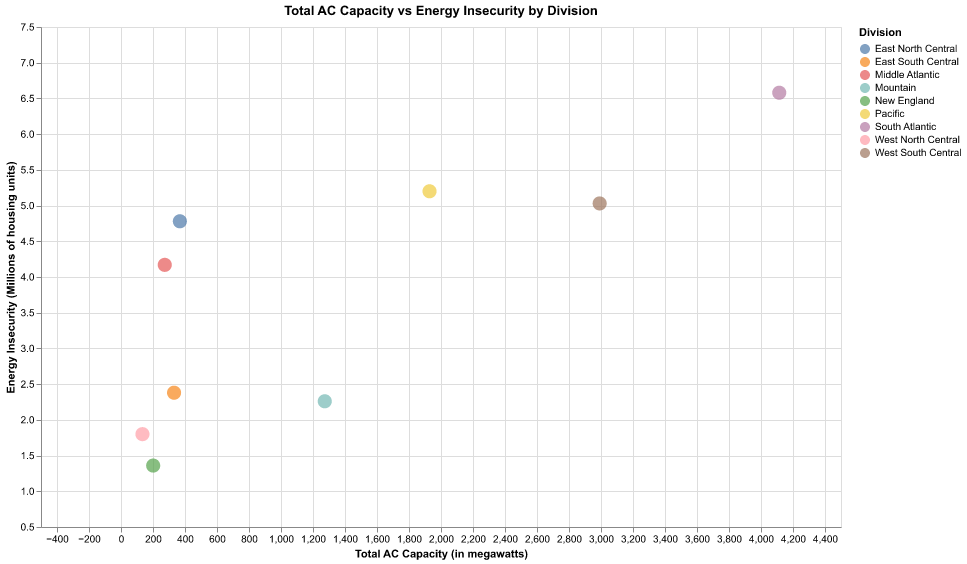 Total AC Capacity vs Energy Insecurity by Division
Energy Insecurity (Millions of housing units)
7.5
7.0
6.5
6.0
5.5
5.0
4.5
4.0
3.5
3.0
2.5
2.0
1.5
1.0
0.5
−400 −200 0 200 400 600 800 1,000 1,200 1,400 1,600 1,800 2,000 2,200 2,400 2,600 2,800 3,000 3,200 3,400 3,600 3,800 4,000 4,200 4,400
Total AC Capacity (in megawatts)
Division
East North Central
East South Central
Middle Atlantic
Mountain
New England
Pacific
South Atlantic
West North Central
West South Central